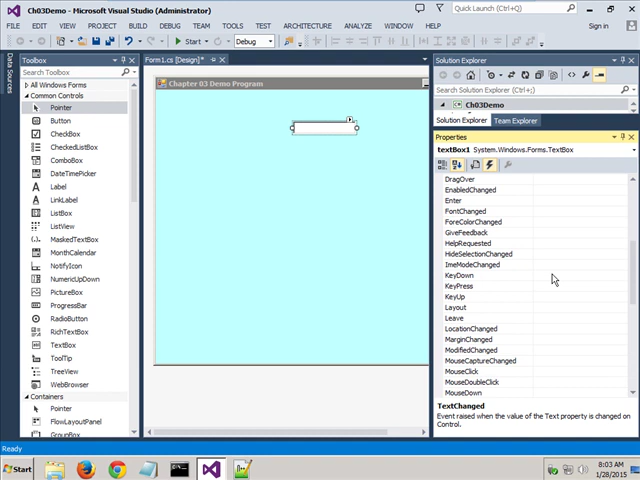 Ch03Demo - Microsoft Visual Studio (Administrator)
Quick Launch (Ctrl+Q)
FILE EDIT VIEW PROJECT BUILD DEBUG TEAM TOOLS TEST ARCHITECTURE ANALYZE WINDOW HELP Sign in
Start Debug
Data Sources
Toolbox
Search Toolbox
All Windows Forms
Common Controls
Pointer
Button
CheckBox
CheckedListBox
ComboBox
DateTimePicker
Label
LinkLabel
ListBox
ListView
MaskedTextBox
MonthCalendar
NotifyIcon
NumericUpDown
PictureBox
ProgressBar
RadioButton
RichTextBox
TextBox
ToolTip
TreeView
WebBrowser
Containers
Pointer
FlowLayoutPanel
GroupBox
Form1.cs [Design]*
Chapter 03 Demo Program
Solution Explorer
Search Solution Explorer (Ctrl+;)
Ch03Demo
Solution Explorer Team Explorer
Properties
textBox1 System.Windows.Forms.TextBox
DragOver
EnabledChanged
Enter
FontChanged
ForeColorChanged
GiveFeedback
HelpRequested
HideSelectionChanged
ImeModeChanged
KeyDown
KeyPress
KeyUp
Layout
Leave
LocationChanged
MarginChanged
ModifiedChanged
MouseCaptureChanged
MouseClick
MouseDoubleClick
MouseDown
TextChanged
Event raised when the value of the Text property is changed on
Control.
Ready
Start
8:03 AM
1/28/2015